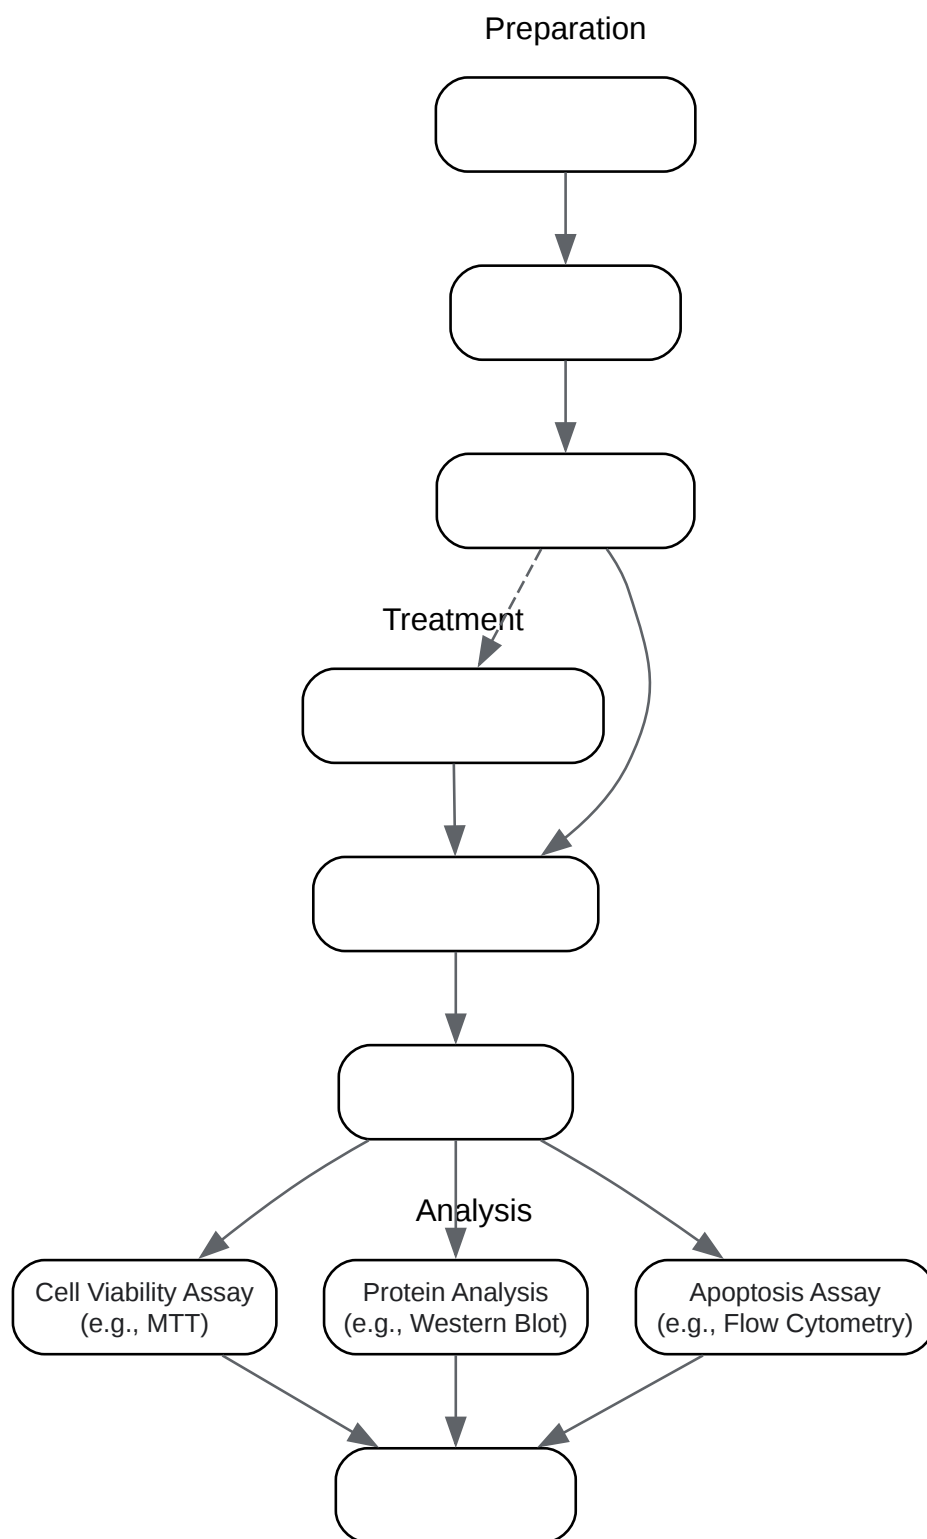 Preparation
Treatment
Analysis
Cell Viability Assay
(e.g., MTT)
Protein Analysis
(e.g., Western Blot)
Apoptosis Assay
(e.g., Flow Cytometry)